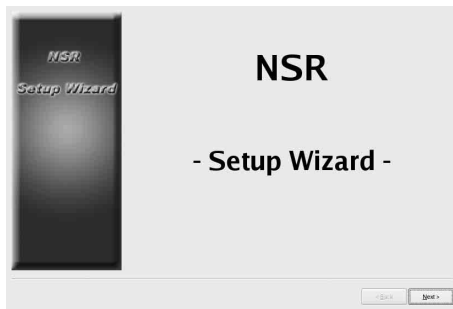 NSR
Setup Wizard
NSR
- Setup Wizard -
< Back
Next >